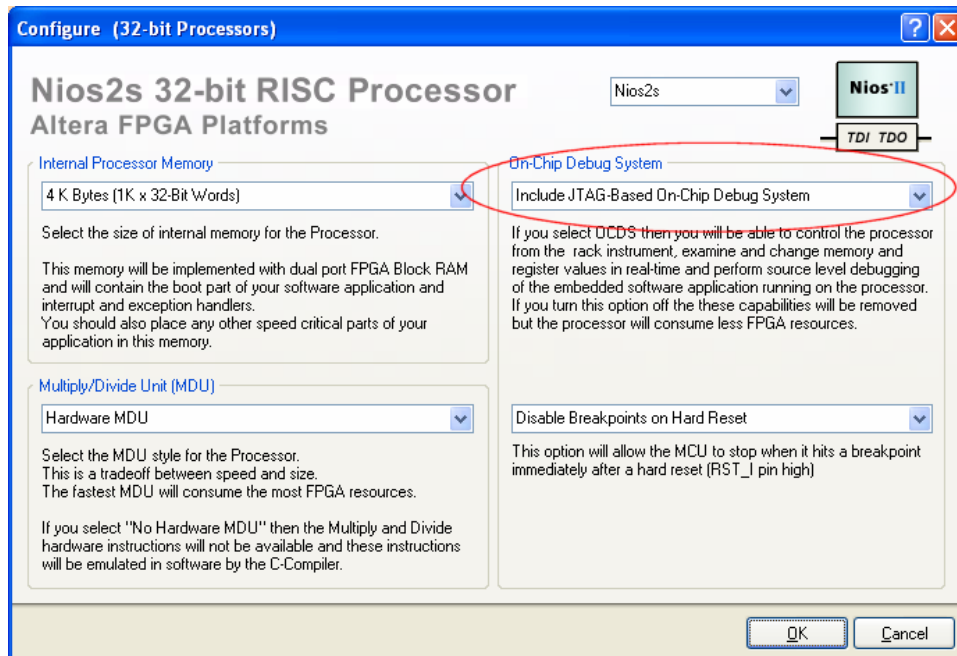 Configure (32-bit Processors)
Nios2s 32-bit RISC Processor
Altera FPGA Platforms
Nios2s
Nios®II
TDI TDO
Internal Processor Memory
4 K Bytes (1K x 32-Bit Words)
Select the size of internal memory for the Processor.
This memory will be implemented with dual port FPGA Block RAM
and will contain the boot part of your software application and
interrupt and exception handlers.
You should also place any other speed critical parts of your
application in this memory.
On-Chip Debug System
Include JTAG-Based On-Chip Debug System
If you select OCDS then you will be able to control the processor
from the rack instrument, examine and change memory and
register values in real-time and perform source level debugging
of the embedded software application running on the processor.
If you turn this option off the these capabilities will be removed
but the processor will consume less FPGA resources.
Multiply/Divide Unit (MDU)
Hardware MDU
Select the MDU style for the Processor.
This is a tradeoff between speed and size.
The fastest MDU will consume the most FPGA resources.
If you select "No Hardware MDU" then the Multiply and Divide
hardware instructions will not be available and these instructions
will be emulated in software by the C-Compiler.
Disable Breakpoints on Hard Reset
This option will allow the MCU to stop when it hits a breakpoint
immediately after a hard reset (RST_I pin high)
OK
Cancel